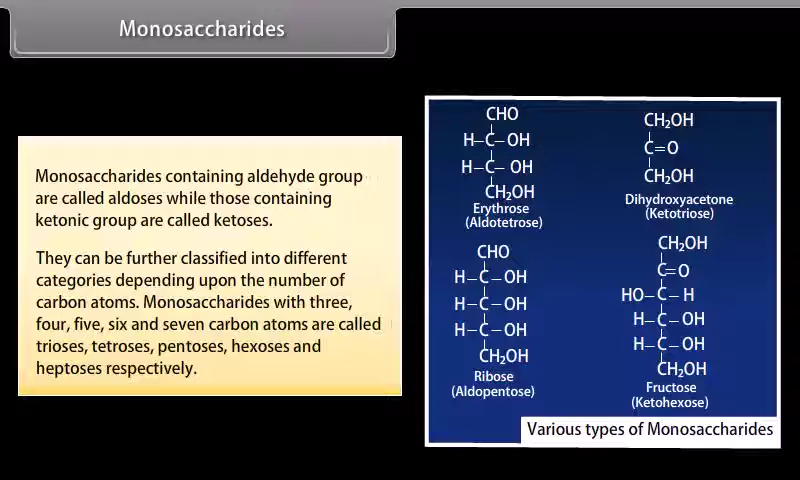 Monosaccharides
Monosaccharides containing aldehyde group
are called aldoses while those containing
ketonic group are called ketoses.
They can be further classified into different
categories depending upon the number of
carbon atoms. Monosaccharides with three,
four, five, six and seven carbon atoms are called
trioses, tetroses, pentoses, hexoses and
heptoses respectively.
CHO
H–C–OH
H–C–OH
CH₂OH
Erythrose
(Aldotetrose)
CH₂OH
C=O
CH₂OH
Dihydroxyacetone
(Ketotriose)
CHO
H–C–OH
H–C–OH
H–C–OH
CH₂OH
Ribose
(Aldopentose)
CH₂OH
C=O
HO–C–H
H–C–OH
H–C–OH
CH₂OH
Fructose
(Ketohexose)
Various types of Monosaccharides